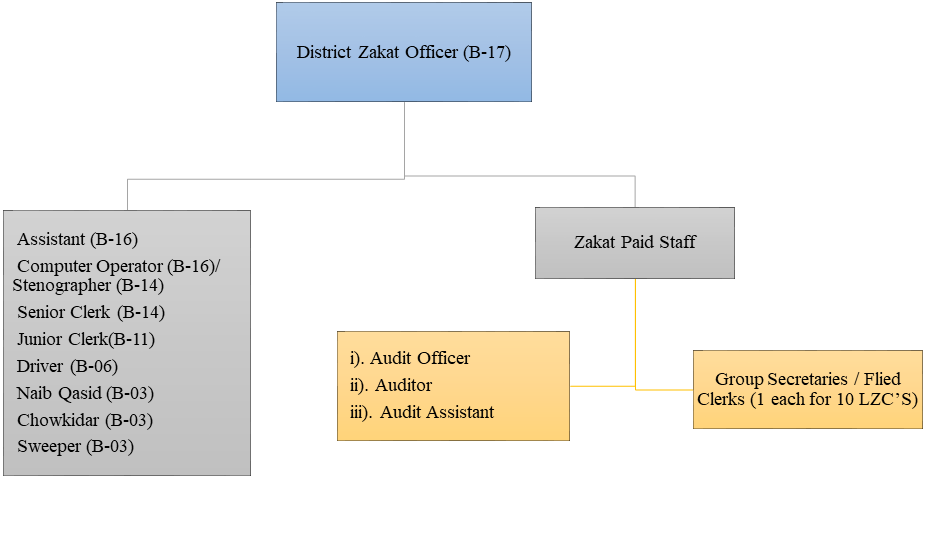 District Zakat Officer (B-17)
Assistant (B-16)
Computer Operator (B-16)/
Stenographer (B-14)
Senior Clerk (B-14)
Junior Clerk(B-11)
Driver (B-06)
Naib Qasid (B-03)
Chowkidar (B-03)
Sweeper (B-03)
Zakat Paid Staff
i). Audit Officer
ii). Auditor
iii). Audit Assistant
Group Secretaries / Flied
Clerks (1 each for 10 LZC’S)